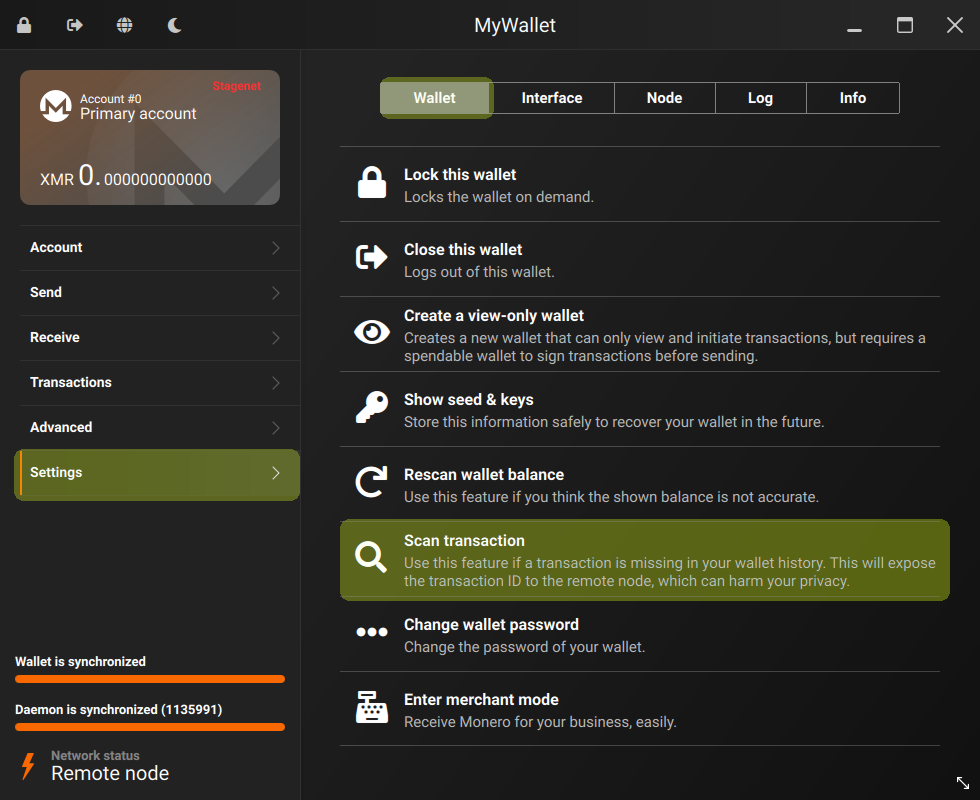 MyWallet
Stagenet
Account #0
Primary account
XMR 0.000000000000
Account
Send
Receive
Transactions
Advanced
Settings
Wallet is synchronized
Daemon is synchronized (1135991)
Network status
Remote node
Wallet Interface Node Log Info
Lock this wallet
Locks the wallet on demand.
Close this wallet
Logs out of this wallet.
Create a view-only wallet
Creates a new wallet that can only view and initiate transactions, but requires a
spendable wallet to sign transactions before sending.
Show seed & keys
Store this information safely to recover your wallet in the future.
Rescan wallet balance
Use this feature if you think the shown balance is not accurate.
Scan transaction
Use this feature if a transaction is missing in your wallet history. This will expose
the transaction ID to the remote node, which can harm your privacy.
Change wallet password
Change the password of your wallet.
Enter merchant mode
Receive Monero for your business, easily.